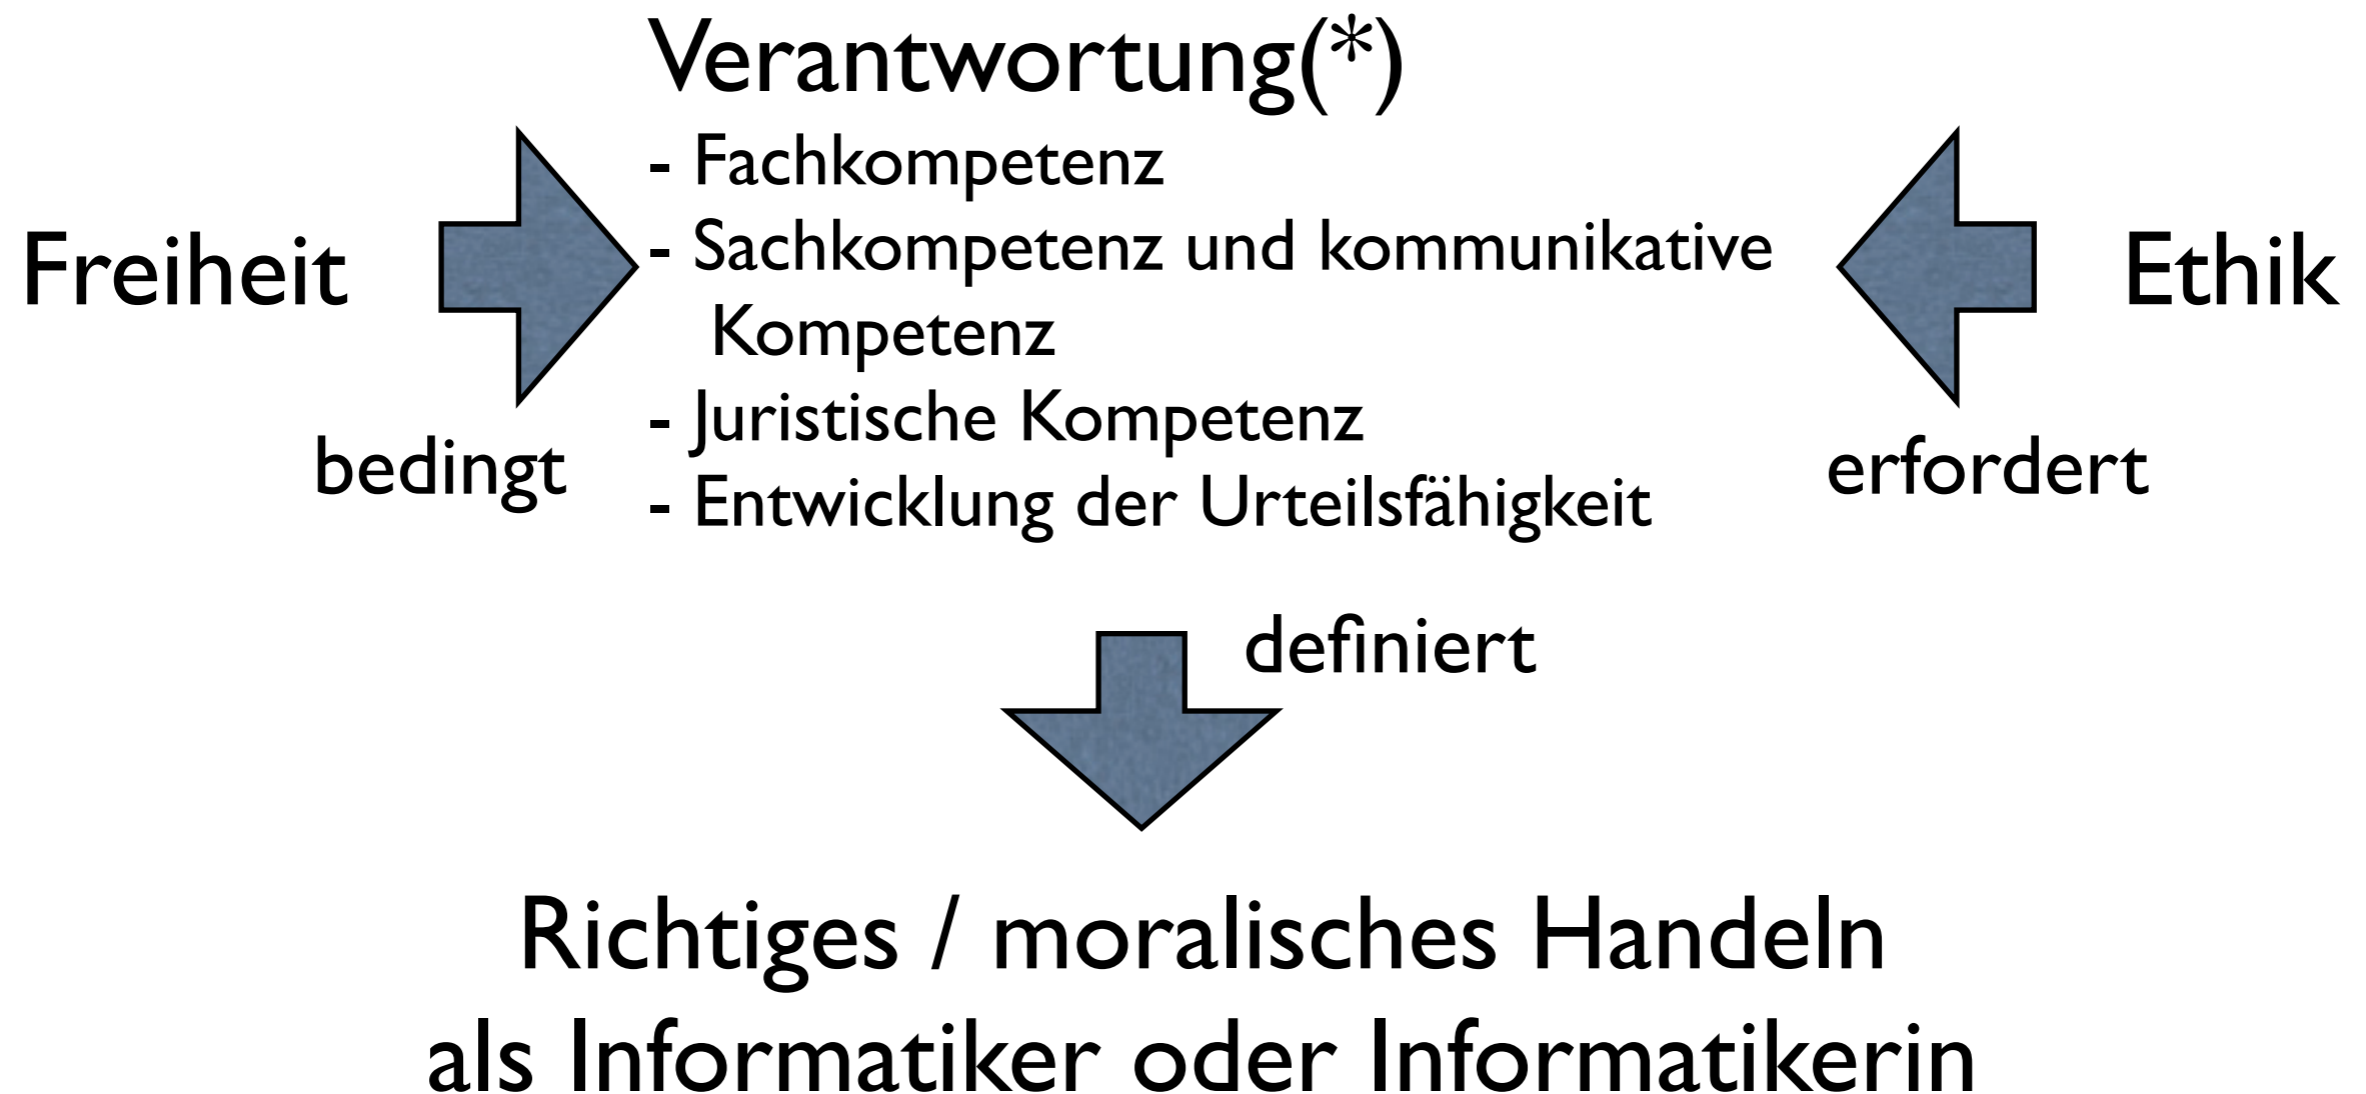 Verantwortung(*)
- Fachkompetenz
- Sachkompetenz und kommunikative
Kompetenz
- Juristische Kompetenz
- Entwicklung der Urteilsfähigkeit
Freiheit
bedingt
Ethik
erfordert
definiert
Richtiges / moralisches Handeln
als Informatiker oder Informatikerin